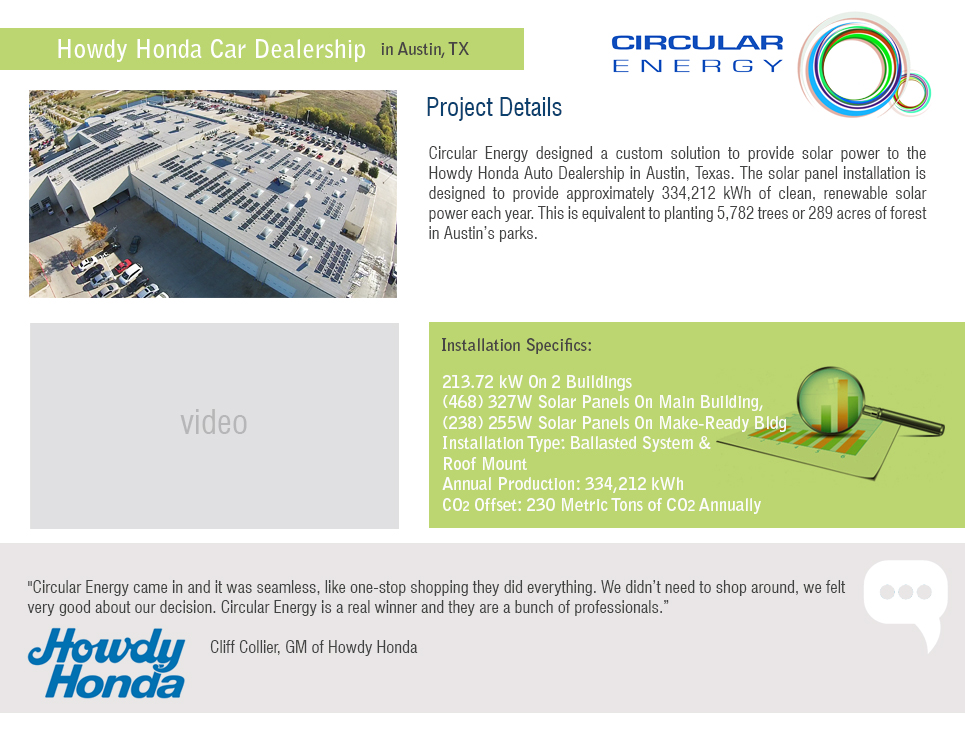 Howdy Honda Car Dealership in Austin, TX
CIRCULAR
ENERGY
Project Details
Circular Energy designed a custom solution to provide solar power to the
Howdy Honda Auto Dealership in Austin, Texas. The solar panel installation is
designed to provide approximately 334,212 kWh of clean, renewable solar
power each year. This is equivalent to planting 5,782 trees or 289 acres of forest
in Austin's parks.
video
Installation Specifics:
213.72 kW On 2 Buildings
(468) 327W Solar Panels On Main Building,
(238) 255W Solar Panels On Make-Ready Bldg
Installation Type: Ballasted System &
Roof Mount
Annual Production: 334,212 kWh
CO2 Offset: 230 Metric Tons of CO2 Annually
"Circular Energy came in and it was seamless, like one-stop shopping they did everything. We didn't need to shop around, we felt
very good about our decision. Circular Energy is a real winner and they are a bunch of professionals."
Howdy
Honda
Cliff Collier, GM of Howdy Honda